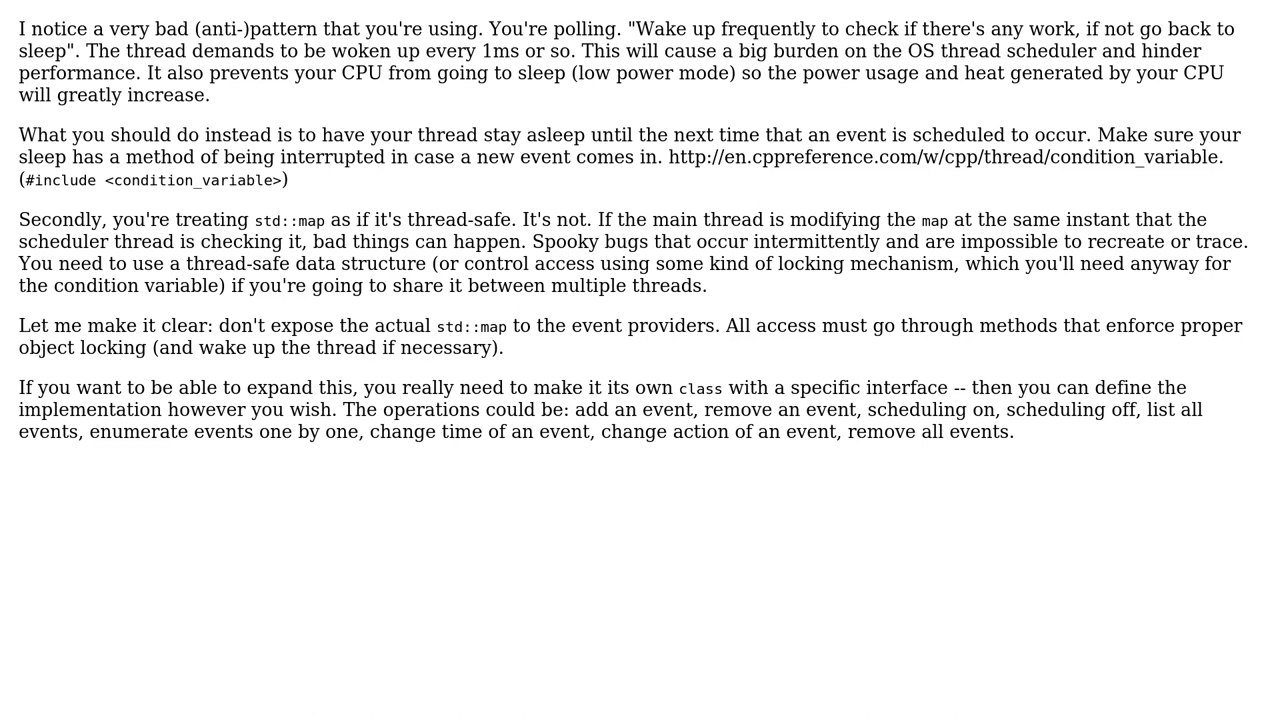 I notice a very bad (anti-)pattern that you're using. You're polling. "Wake up frequently to check if there's any work, if not go back to
sleep". The thread demands to be woken up every 1ms or so. This will cause a big burden on the OS thread scheduler and hinder
performance. It also prevents your CPU from going to sleep (low power mode) so the power usage and heat generated by your CPU
will greatly increase.
What you should do instead is to have your thread stay asleep until the next time that an event is scheduled to occur. Make sure your
sleep has a method of being interrupted in case a new event comes in. http://en.cppreference.com/w/cpp/thread/condition_variable.
(#include <condition_variable>)
Secondly, you're treating std::map as if it's thread-safe. It's not. If the main thread is modifying the map at the same instant that the
scheduler thread is checking it, bad things can happen. Spooky bugs that occur intermittently and are impossible to recreate or trace.
You need to use a thread-safe data structure (or control access using some kind of locking mechanism, which you'll need anyway for
the condition variable) if you're going to share it between multiple threads.
Let me make it clear: don't expose the actual std::map to the event providers. All access must go through methods that enforce proper
object locking (and wake up the thread if necessary).
If you want to be able to expand this, you really need to make it its own class with a specific interface -- then you can define the
implementation however you wish. The operations could be: add an event, remove an event, scheduling on, scheduling off, list all
events, enumerate events one by one, change time of an event, change action of an event, remove all events.